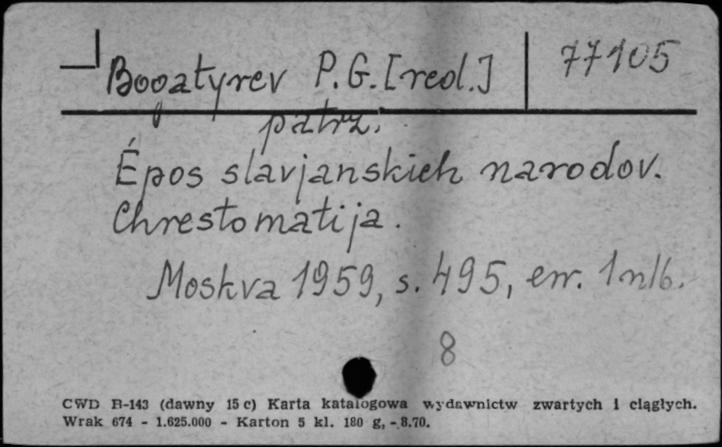 Bogatyrev P.G. [red.] 77105
patrz.
Épos slavjanskich narodov.
Chrestomatija.
Moskva 1959, s. 495, err. 1 nlb.
8
CWD B-143 (dawny 15 c) Karta katalogowa wydawnictw zwartych i ciągłych.
Wrak 674 - 1.625.000 - Karton 5 kl. 180 g, - 8.70.